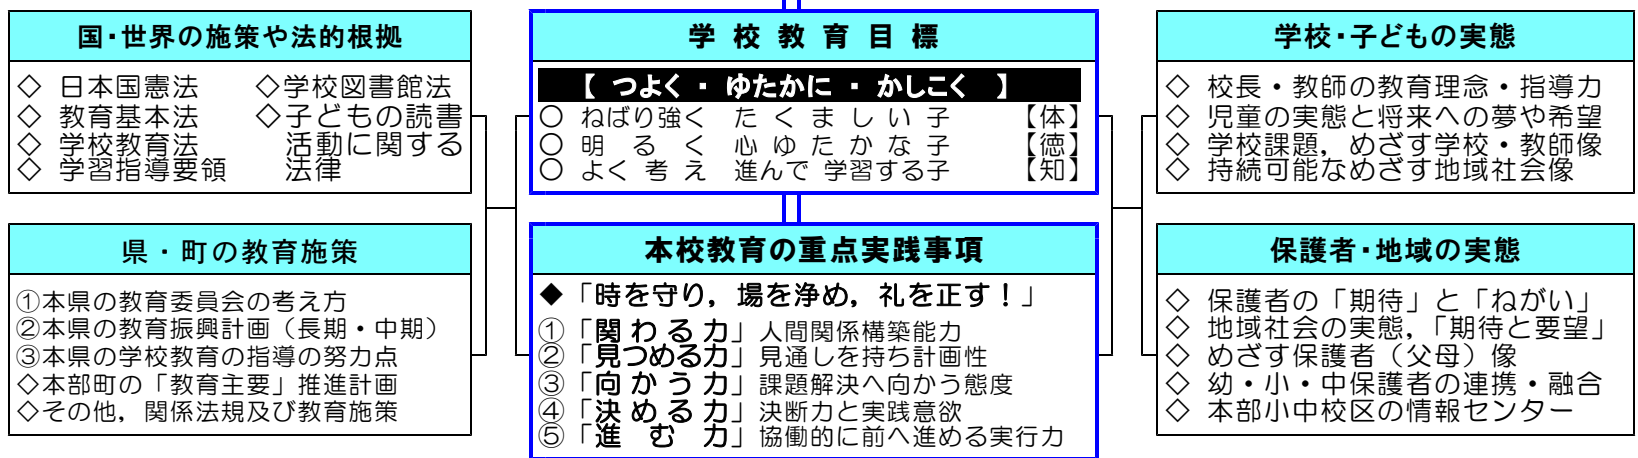 国・世界の施策や法的根拠
◇ 日本国憲法 ◇学校図書館法
◇ 教育基本法 ◇子どもの読書
◇ 学校教育法 活動に関する
◇ 学習指導要領 法律
県・町の教育施策
①本県の教育委員会の考え方
②本県の教育振興計画（長期・中期）
③本県の学校教育の指導の努力点
◇本部町の「教育主要」推進計画
◇その他，関係法規及び教育施策
学校教育目標
【 つよく ・ ゆたかに ・ かしこく 】
○ ねばり強く たくましい子 【体】
○ 明るく 心ゆたかな子 【徳】
○ よく考え 進んで学習する子 【知】
本校教育の重点実践事項
◆「時を守り，場を浄め，礼を正す！」
①「関わる力」人間関係構築能力
②「見つめる力」見通しを持ち計画性
③「向かう力」課題解決へ向かう態度
④「決める力」決断力と実践意欲
⑤「進む力」協働的に前へ進める実行力
学校・子どもの実態
◇ 校長・教師の教育理念・指導力
◇ 児童の実態と将来への夢や希望
◇ 学校課題，めざす学校・教師像
◇ 持続可能なめざす地域社会像
保護者・地域の実態
◇ 保護者の「期待」と「ねがい」
◇ 地域社会の実態，「期待と要望」
◇ めざす保護者（父母）像
◇ 幼・小・中保護者の連携・融合
◇ 本部小中校区の情報センター